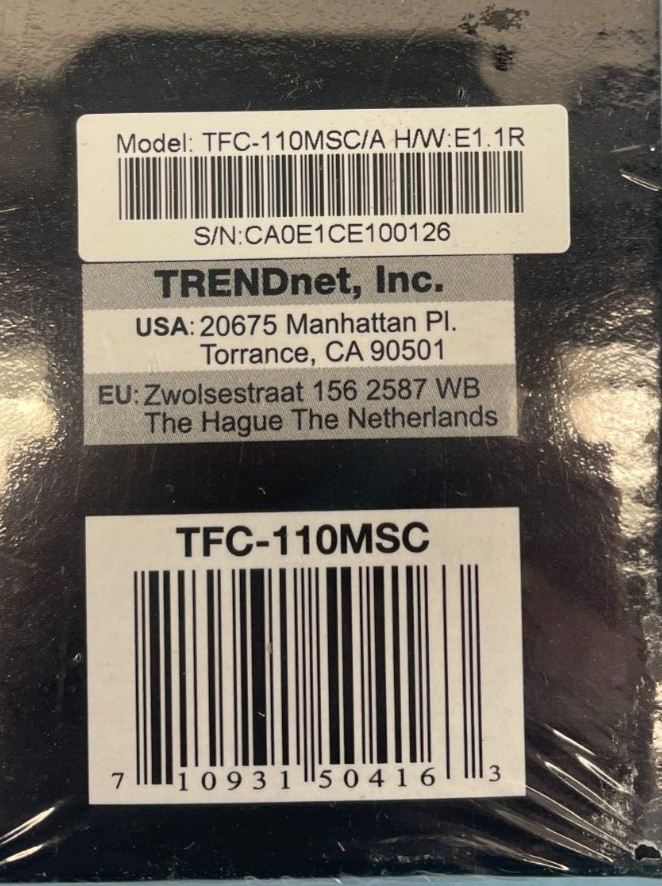 Model: TFC-110MSC/A H/W:E1.1R
S/N:CA0E1CE100126
TRENDnet, Inc.
USA: 20675 Manhattan Pl.
Torrance, CA 90501
EU: Zwolsestraat 156 2587 WB
The Hague The Netherlands
TFC-110MSC
7 10931 50416 3